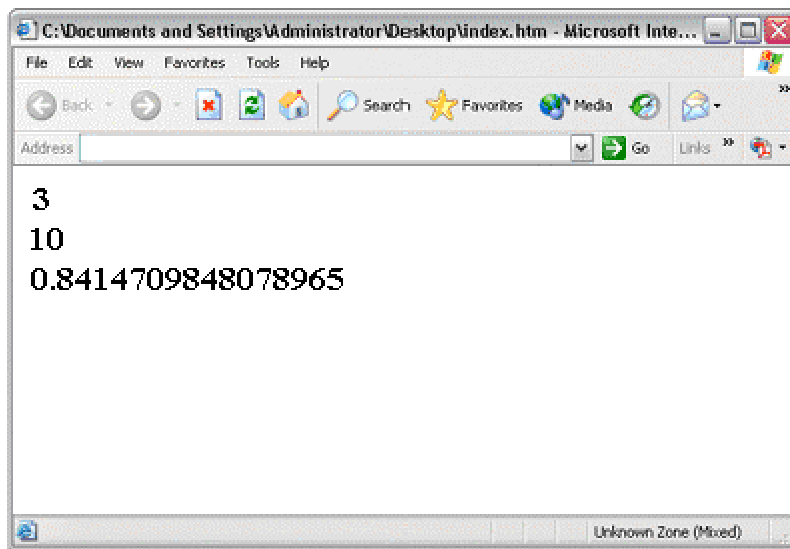 C:\Documents and Settings\Administrator\Desktop\index.htm - Microsoft Inte...
File Edit View Favorites Tools Help
Back Search Favorites Media
Address Go Links
3
10
0.8414709848078965
Unknown Zone (Mixed)